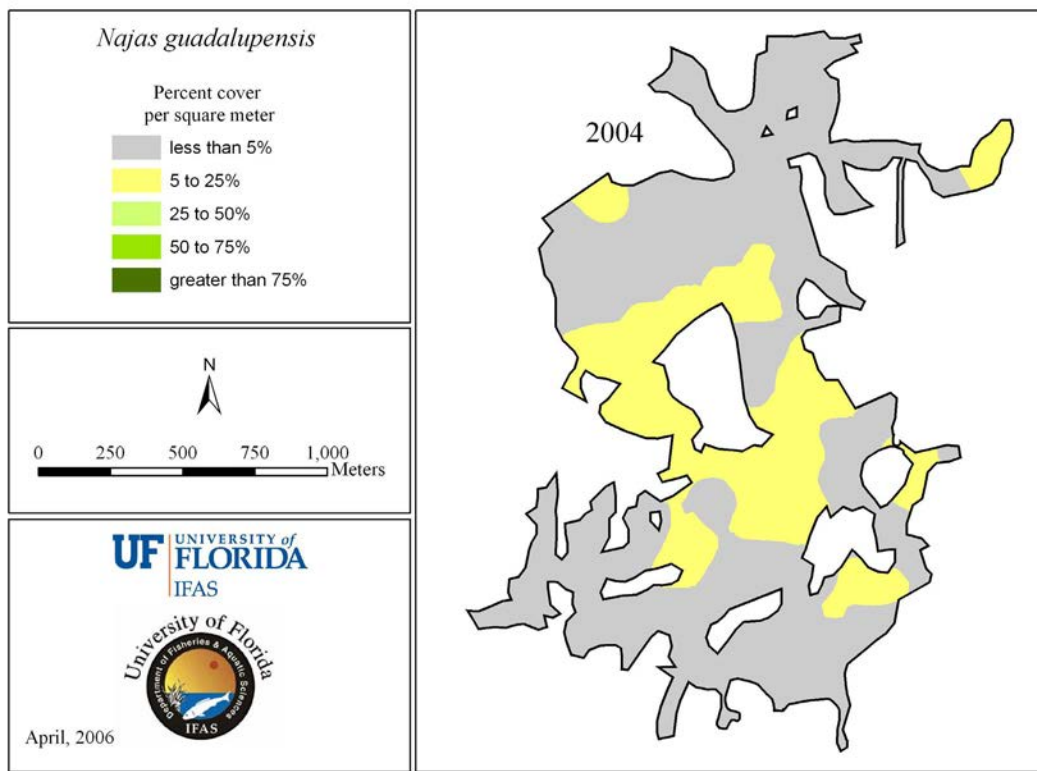 Najas guadalupensis
Percent cover
per square meter
less than 5%
5 to 25%
25 to 50%
50 to 75%
greater than 75%
N
0 250 500 750 1,000
Meters
UF UNIVERSITY of
FLORIDA
IFAS
University of Florida
Department of Fisheries & Aquatic Sciences
IFAS
April, 2006
2004